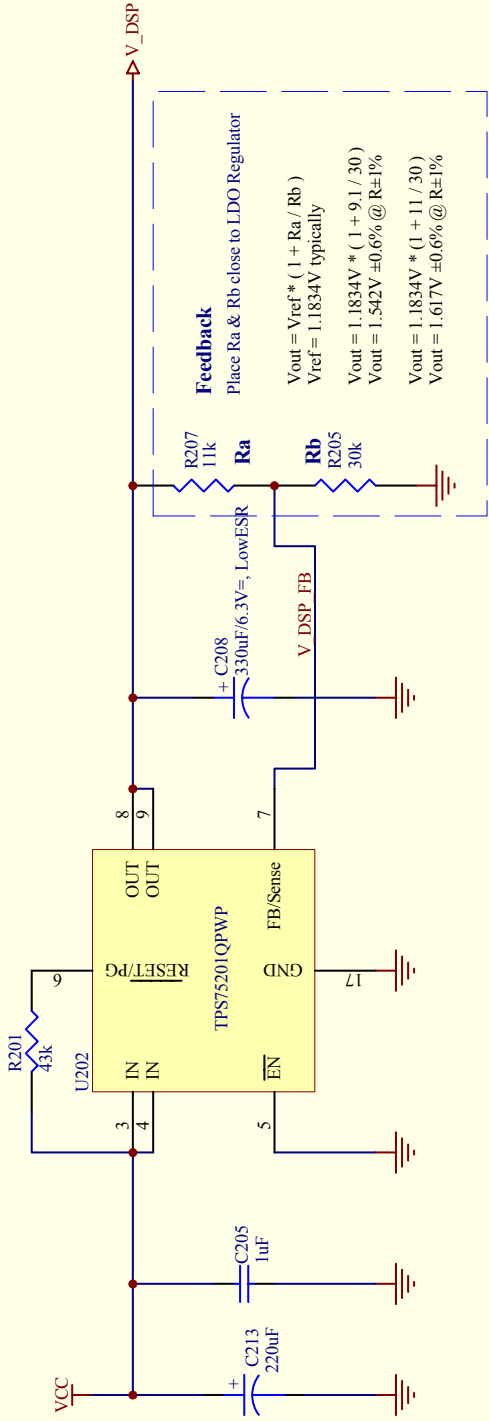 VCC
C213
220uF
C205
1uF
R201
43k
U202
3
4
5
6
IN
IN
EN
RESET/PG
TPS75201QPWP
GND
17
OUT
OUT
FB/Sense
8
9
7
+ C208
330uF/6.3V=, LowESR
V_DSP_FB
V_DSP
R207
11k
Ra
Rb
R205
30k
Feedback
Place Ra & Rb close to LDO Regulator
Vout = Vref * ( 1 + Ra / Rb )
Vref = 1.1834V typically
Vout = 1.1834V * ( 1 + 9.1 / 30 )
Vout = 1.542V ±0.6% @ R±1%
Vout = 1.1834V * (1 + 11 / 30 )
Vout = 1.617V ±0.6% @ R±1%